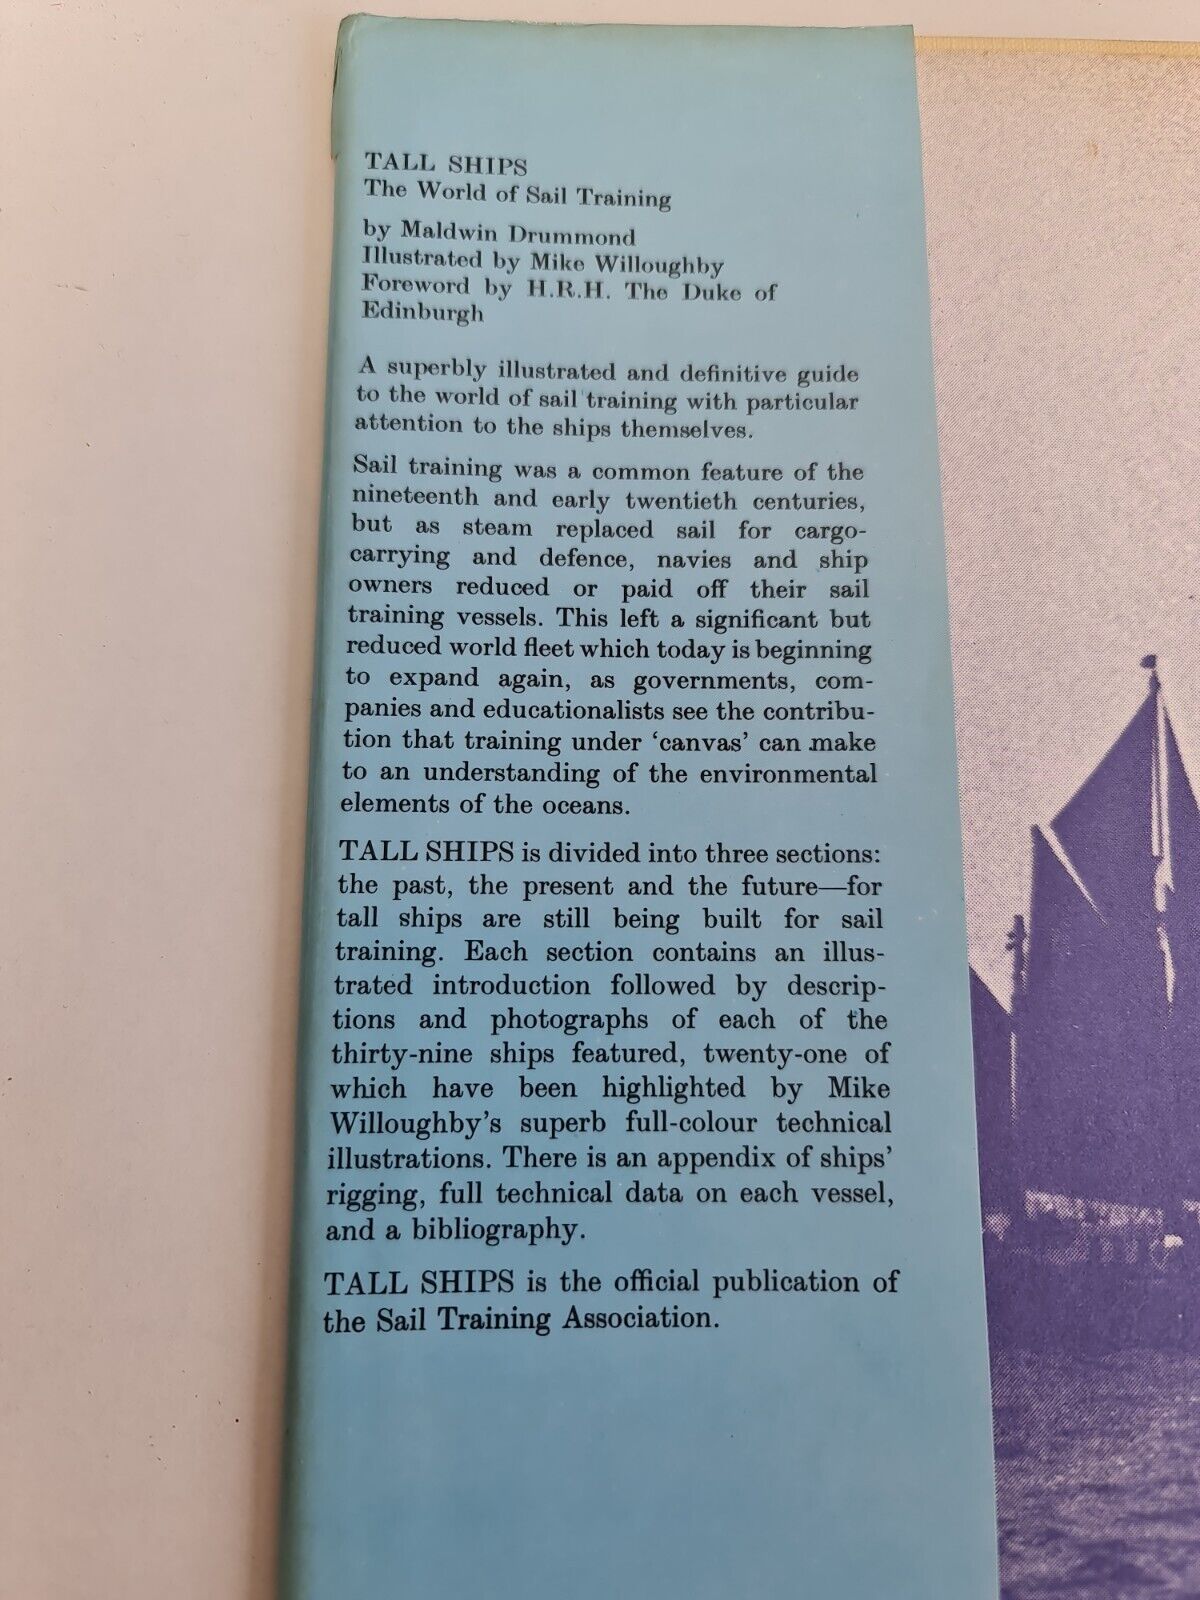 TALL SHIPS
The World of Sail Training
by Maldwin Drummond
Illustrated by Mike Willoughby
Foreword by H.R.H. The Duke of
Edinburgh
A superbly illustrated and definitive guide
to the world of sail training with particular
attention to the ships themselves.
Sail training was a common feature of the
nineteenth and early twentieth centuries,
but as steam replaced sail for cargo-
carrying and defence, navies and ship
owners reduced or paid off their sail
training vessels. This left a significant but
reduced world fleet which today is beginning
to expand again, as governments, com-
panies and educationalists see the contribu-
tion that training under ‘canvas’ can make
to an understanding of the environmental
elements of the oceans.
TALL SHIPS is divided into three sections:
the past, the present and the future—for
tall ships are still being built for sail
training. Each section contains an illus-
trated introduction followed by descrip-
tions and photographs of each of the
thirty-nine ships featured, twenty-one of
which have been highlighted by Mike
Willoughby’s superb full-colour technical
illustrations. There is an appendix of ships’
rigging, full technical data on each vessel,
and a bibliography.
TALL SHIPS is the official publication of
the Sail Training Association.